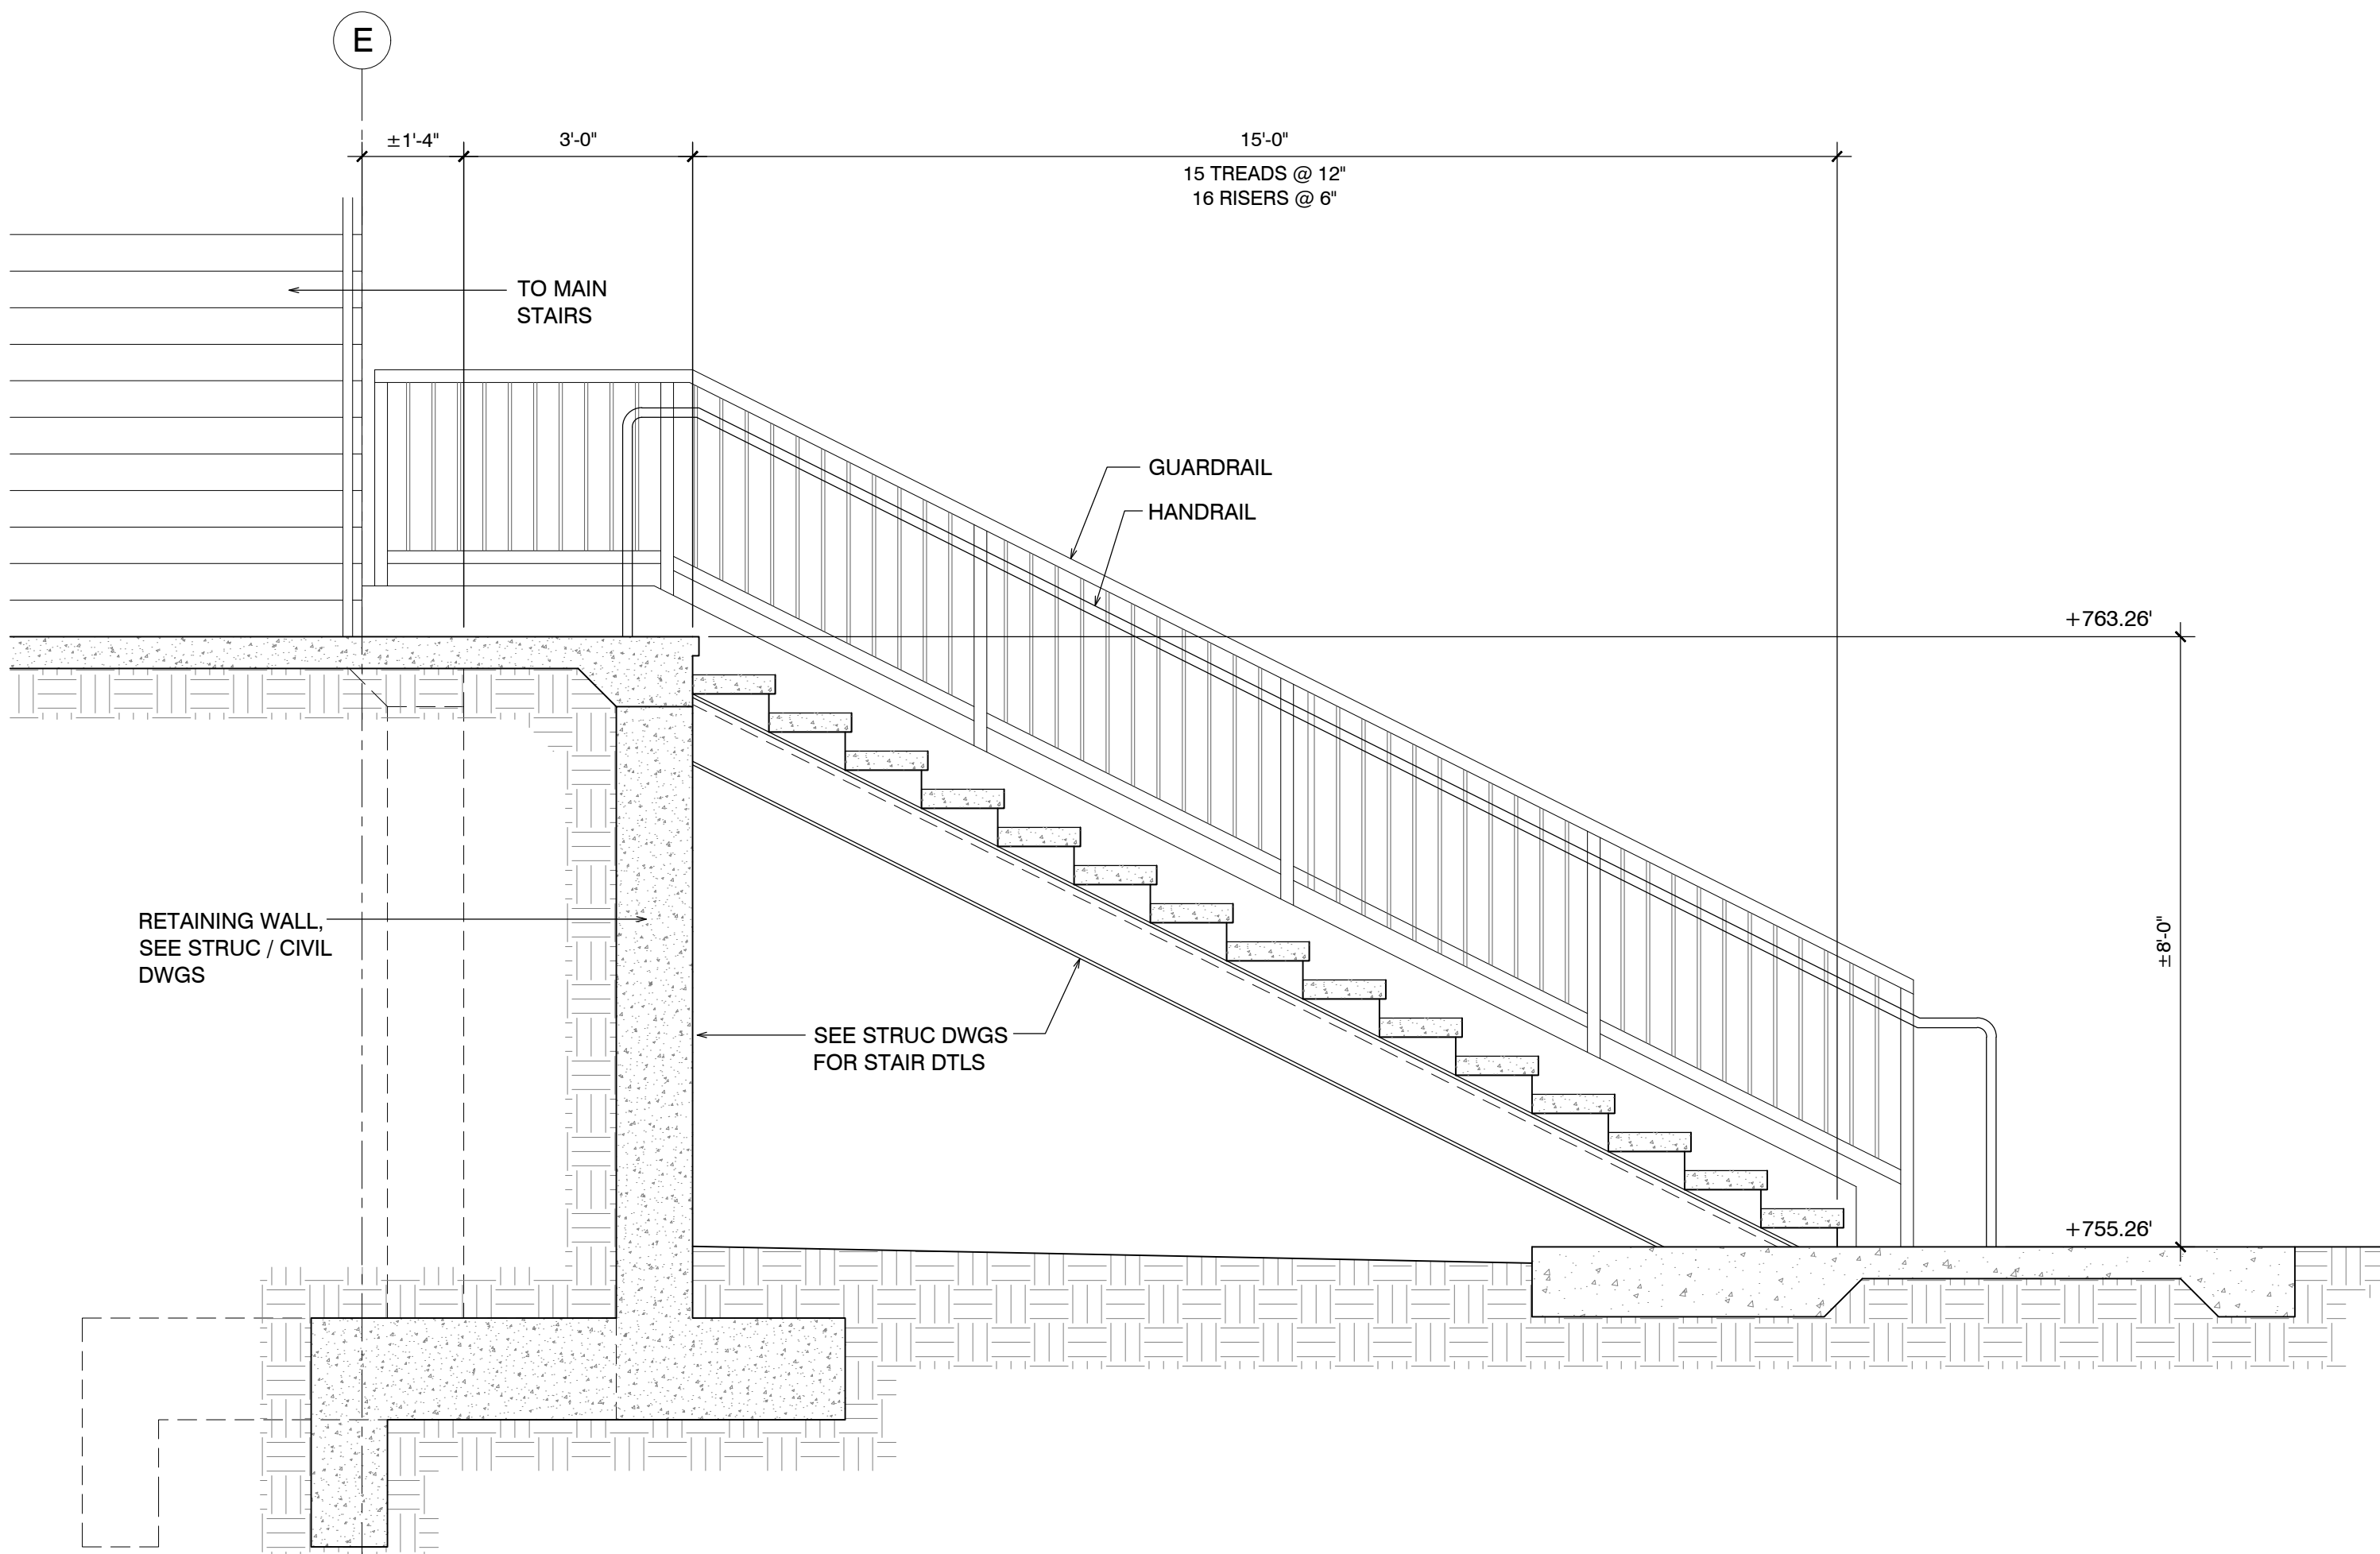 E
±1'-4"
3'-0"
15'-0"
15 TREADS @ 12"
16 RISERS @ 6"
TO MAIN
STAIRS
GUARDRAIL
HANDRAIL
+763.26'
RETAINING WALL,
SEE STRUC / CIVIL
DWGS
±8'-0"
SEE STRUC DWGS
FOR STAIR DTLS
+755.26'